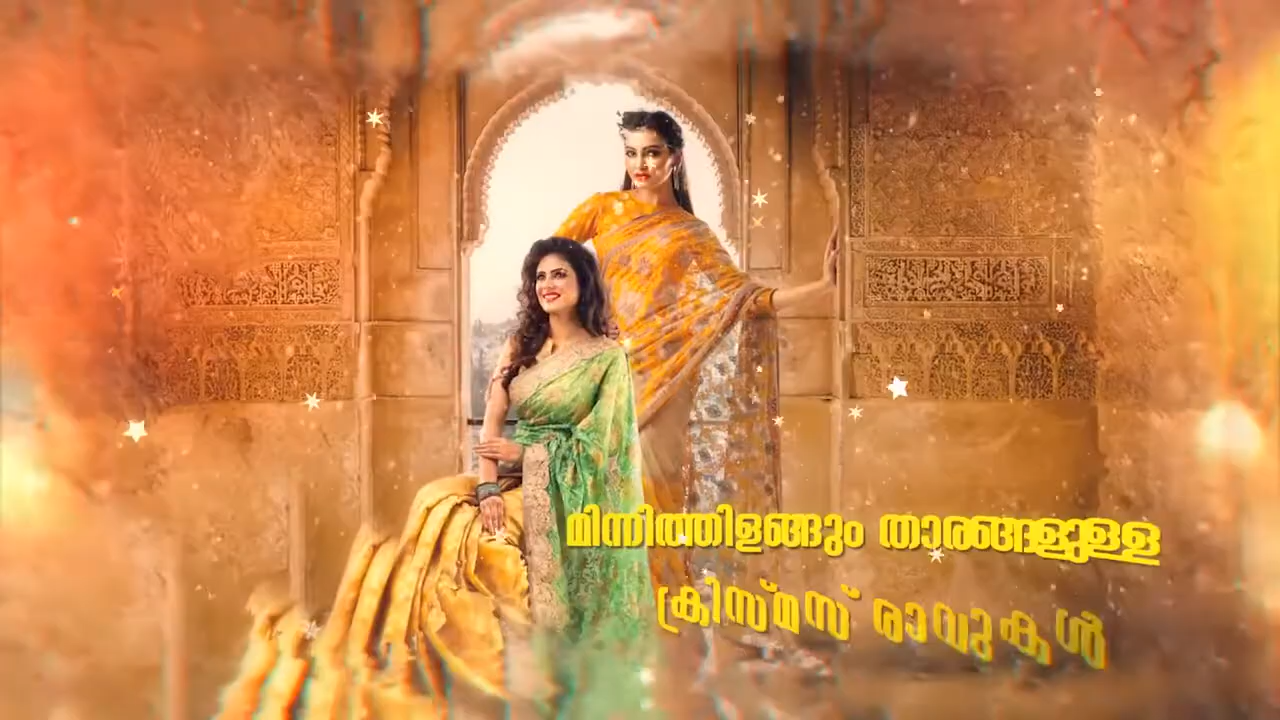 മിന്നിത്തിളങ്ങും താരങ്ങളുള്ള
ക്രിസ്മസ് രാവുകൾ